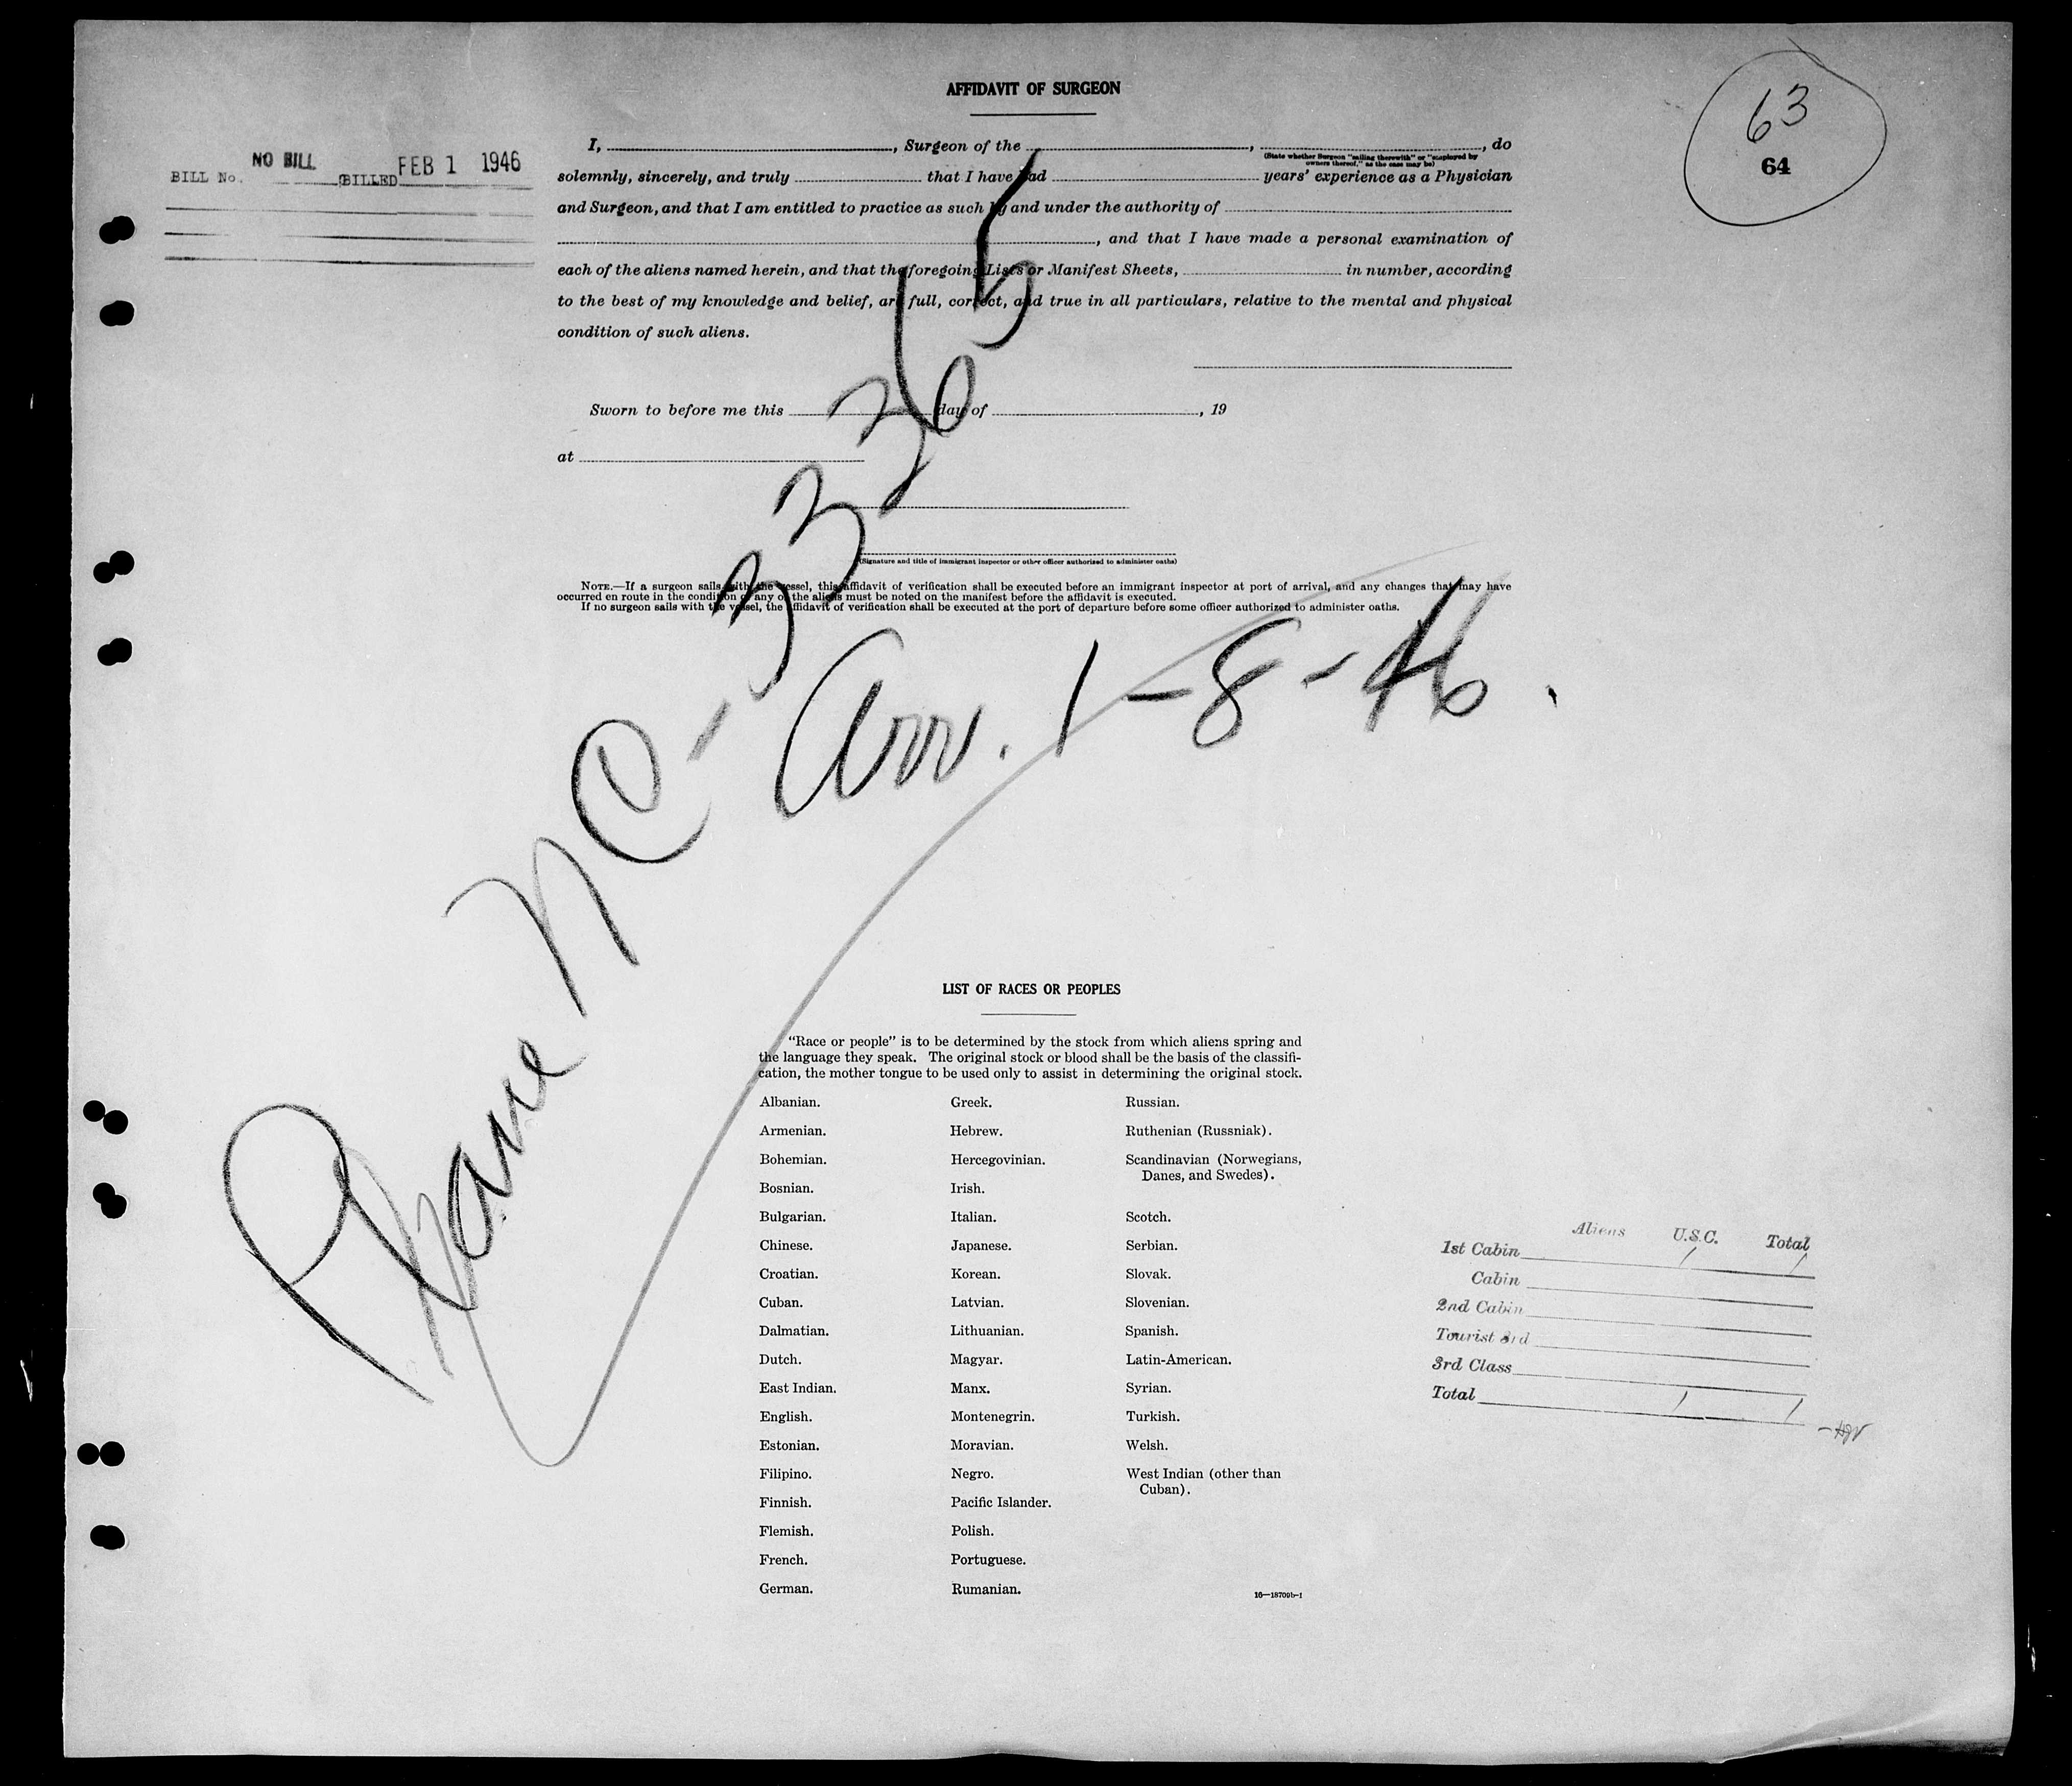 AFFIDAVIT OF SURGEON
63
64
BILL No. NO BILL BILLED FEB 1 1946
I, , Surgeon of the , , do
(State whether Surgeon "sailing therewith" or "employed by
owners thereof," as the case may be)
solemnly, sincerely, and truly that I have had years' experience as a Physician
and Surgeon, and that I am entitled to practice as such by and under the authority of
, and that I have made a personal examination of
each of the aliens named herein, and that the foregoing Lists or Manifest Sheets, in number, according
to the best of my knowledge and belief, are full, correct, and true in all particulars, relative to the mental and physical
condition of such aliens.
Sworn to before me this day of , 19
at
(Signature and title of immigrant inspector or other officer authorized to administer oaths)
NOTE.—If a surgeon sails with the vessel, this affidavit of verification shall be executed before an immigrant inspector at port of arrival, and any changes that may have
occurred en route in the condition of any of the aliens must be noted on the manifest before the affidavit is executed.
If no surgeon sails with the vessel, the affidavit of verification shall be executed at the port of departure before some officer authorized to administer oaths.
Plane NC-33365
Arr. 1-8-46.
LIST OF RACES OR PEOPLES
"Race or people" is to be determined by the stock from which aliens spring and
the language they speak. The original stock or blood shall be the basis of the classifi-
cation, the mother tongue to be used only to assist in determining the original stock.
Albanian. Greek. Russian.
Armenian. Hebrew. Ruthenian (Russniak).
Bohemian. Hercegovinian. Scandinavian (Norwegians,
Danes, and Swedes).
Bosnian. Irish.
Bulgarian. Italian. Scotch.
Chinese. Japanese. Serbian.
Croatian. Korean. Slovak.
Cuban. Latvian. Slovenian.
Dalmatian. Lithuanian. Spanish.
Dutch. Magyar. Latin-American.
East Indian. Manx. Syrian.
English. Montenegrin. Turkish.
Estonian. Moravian. Welsh.
Filipino. Negro. West Indian (other than
Cuban).
Finnish. Pacific Islander.
Flemish. Polish.
French. Portuguese.
German. Rumanian.
16—18709b-1
Aliens U.S.C. Total
1st Cabin 1 1
Cabin
2nd Cabin
Tourist 3rd
3rd Class
Total 1 1